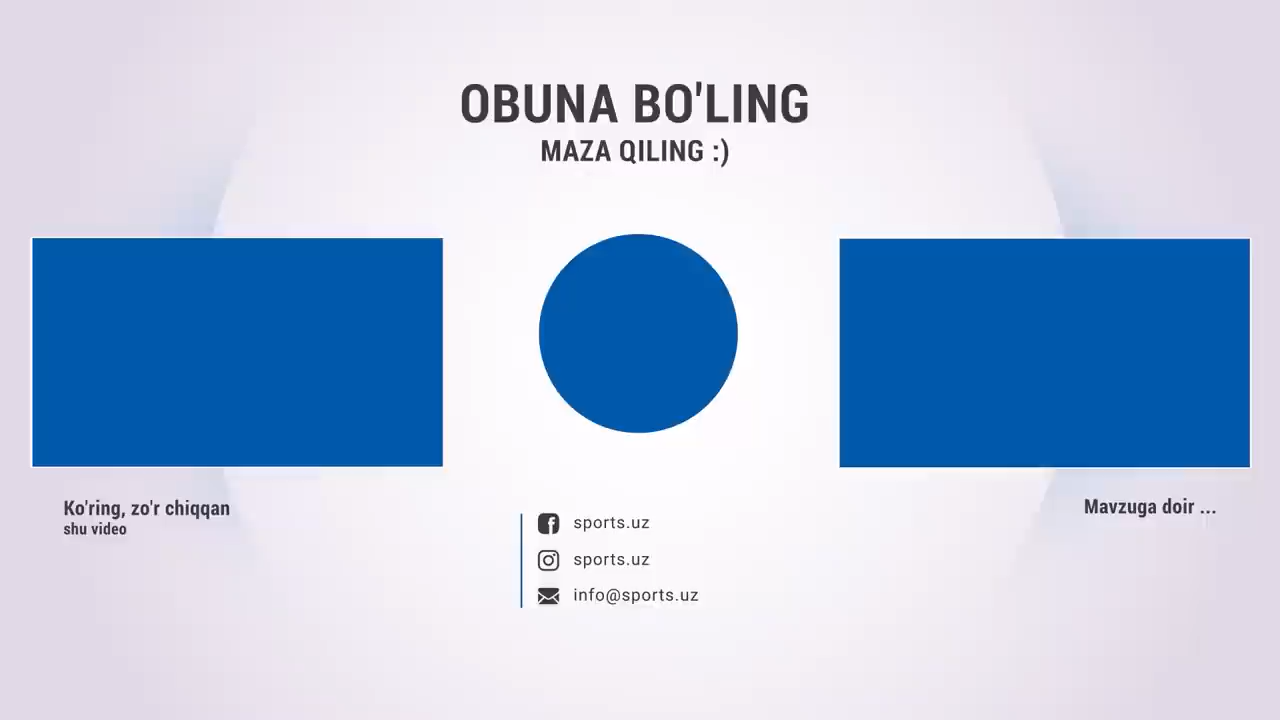 OBUNA BO'LING
MAZA QILING :)
Ko'ring, zo'r chiqqan
shu video
Mavzuga doir ...
sports.uz
sports.uz
info@sports.uz